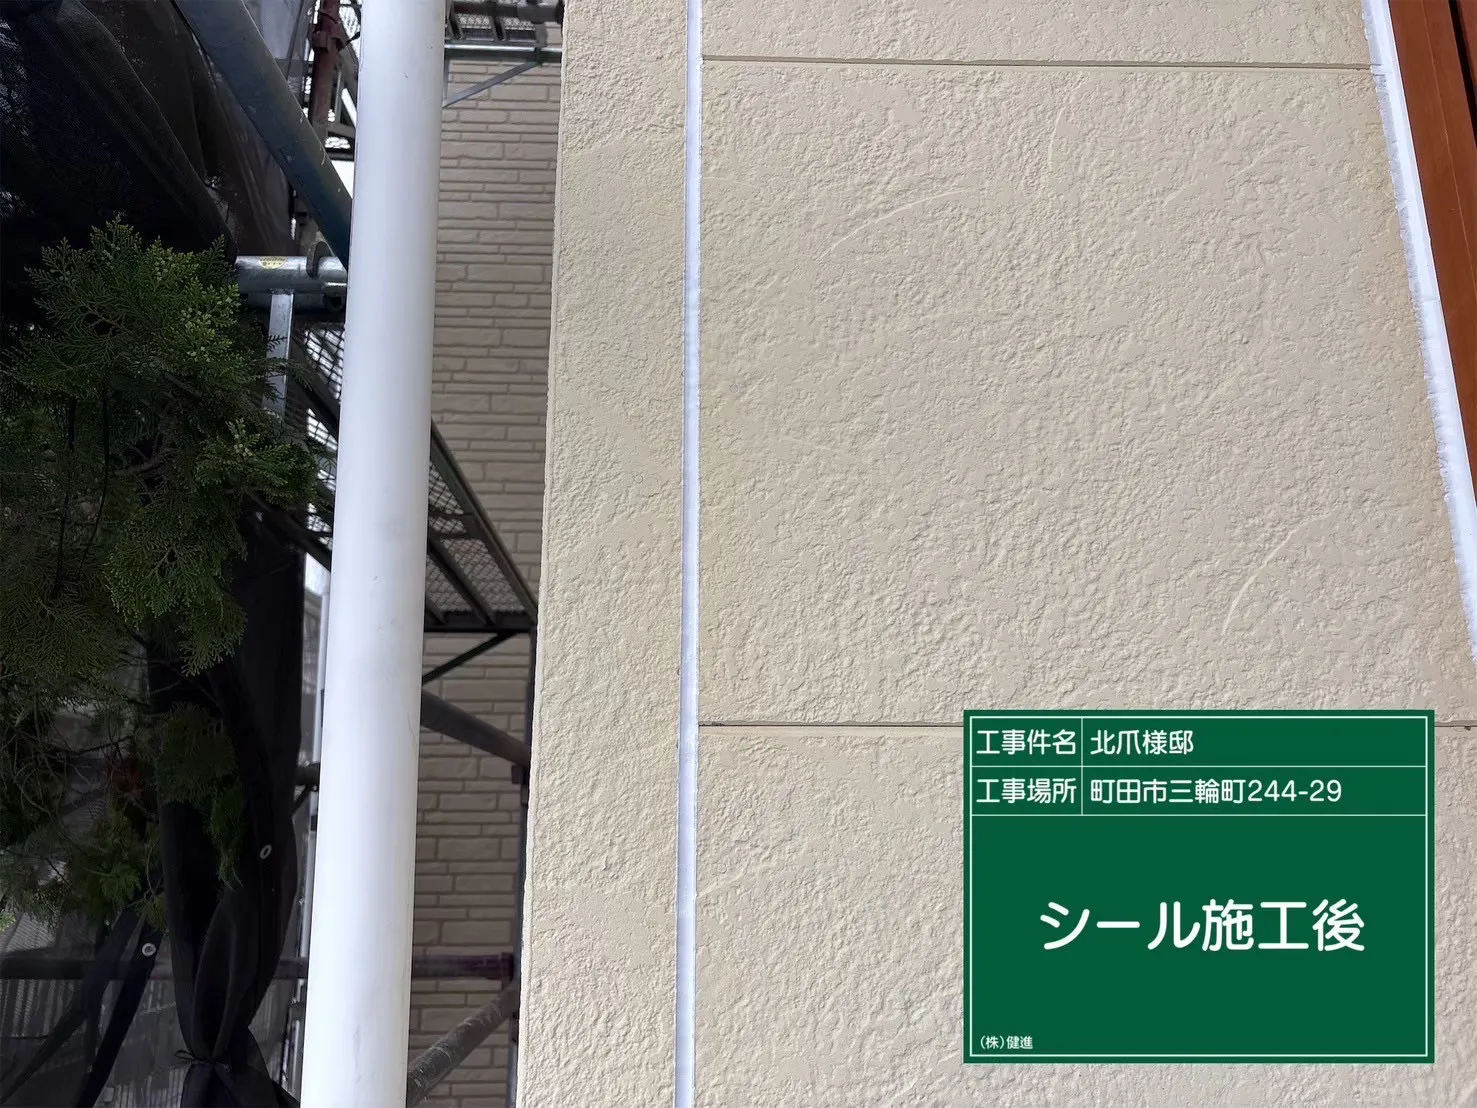 工事件名 北爪様邸
工事場所 町田市三輪町244-29
シール施工後
(株)健進